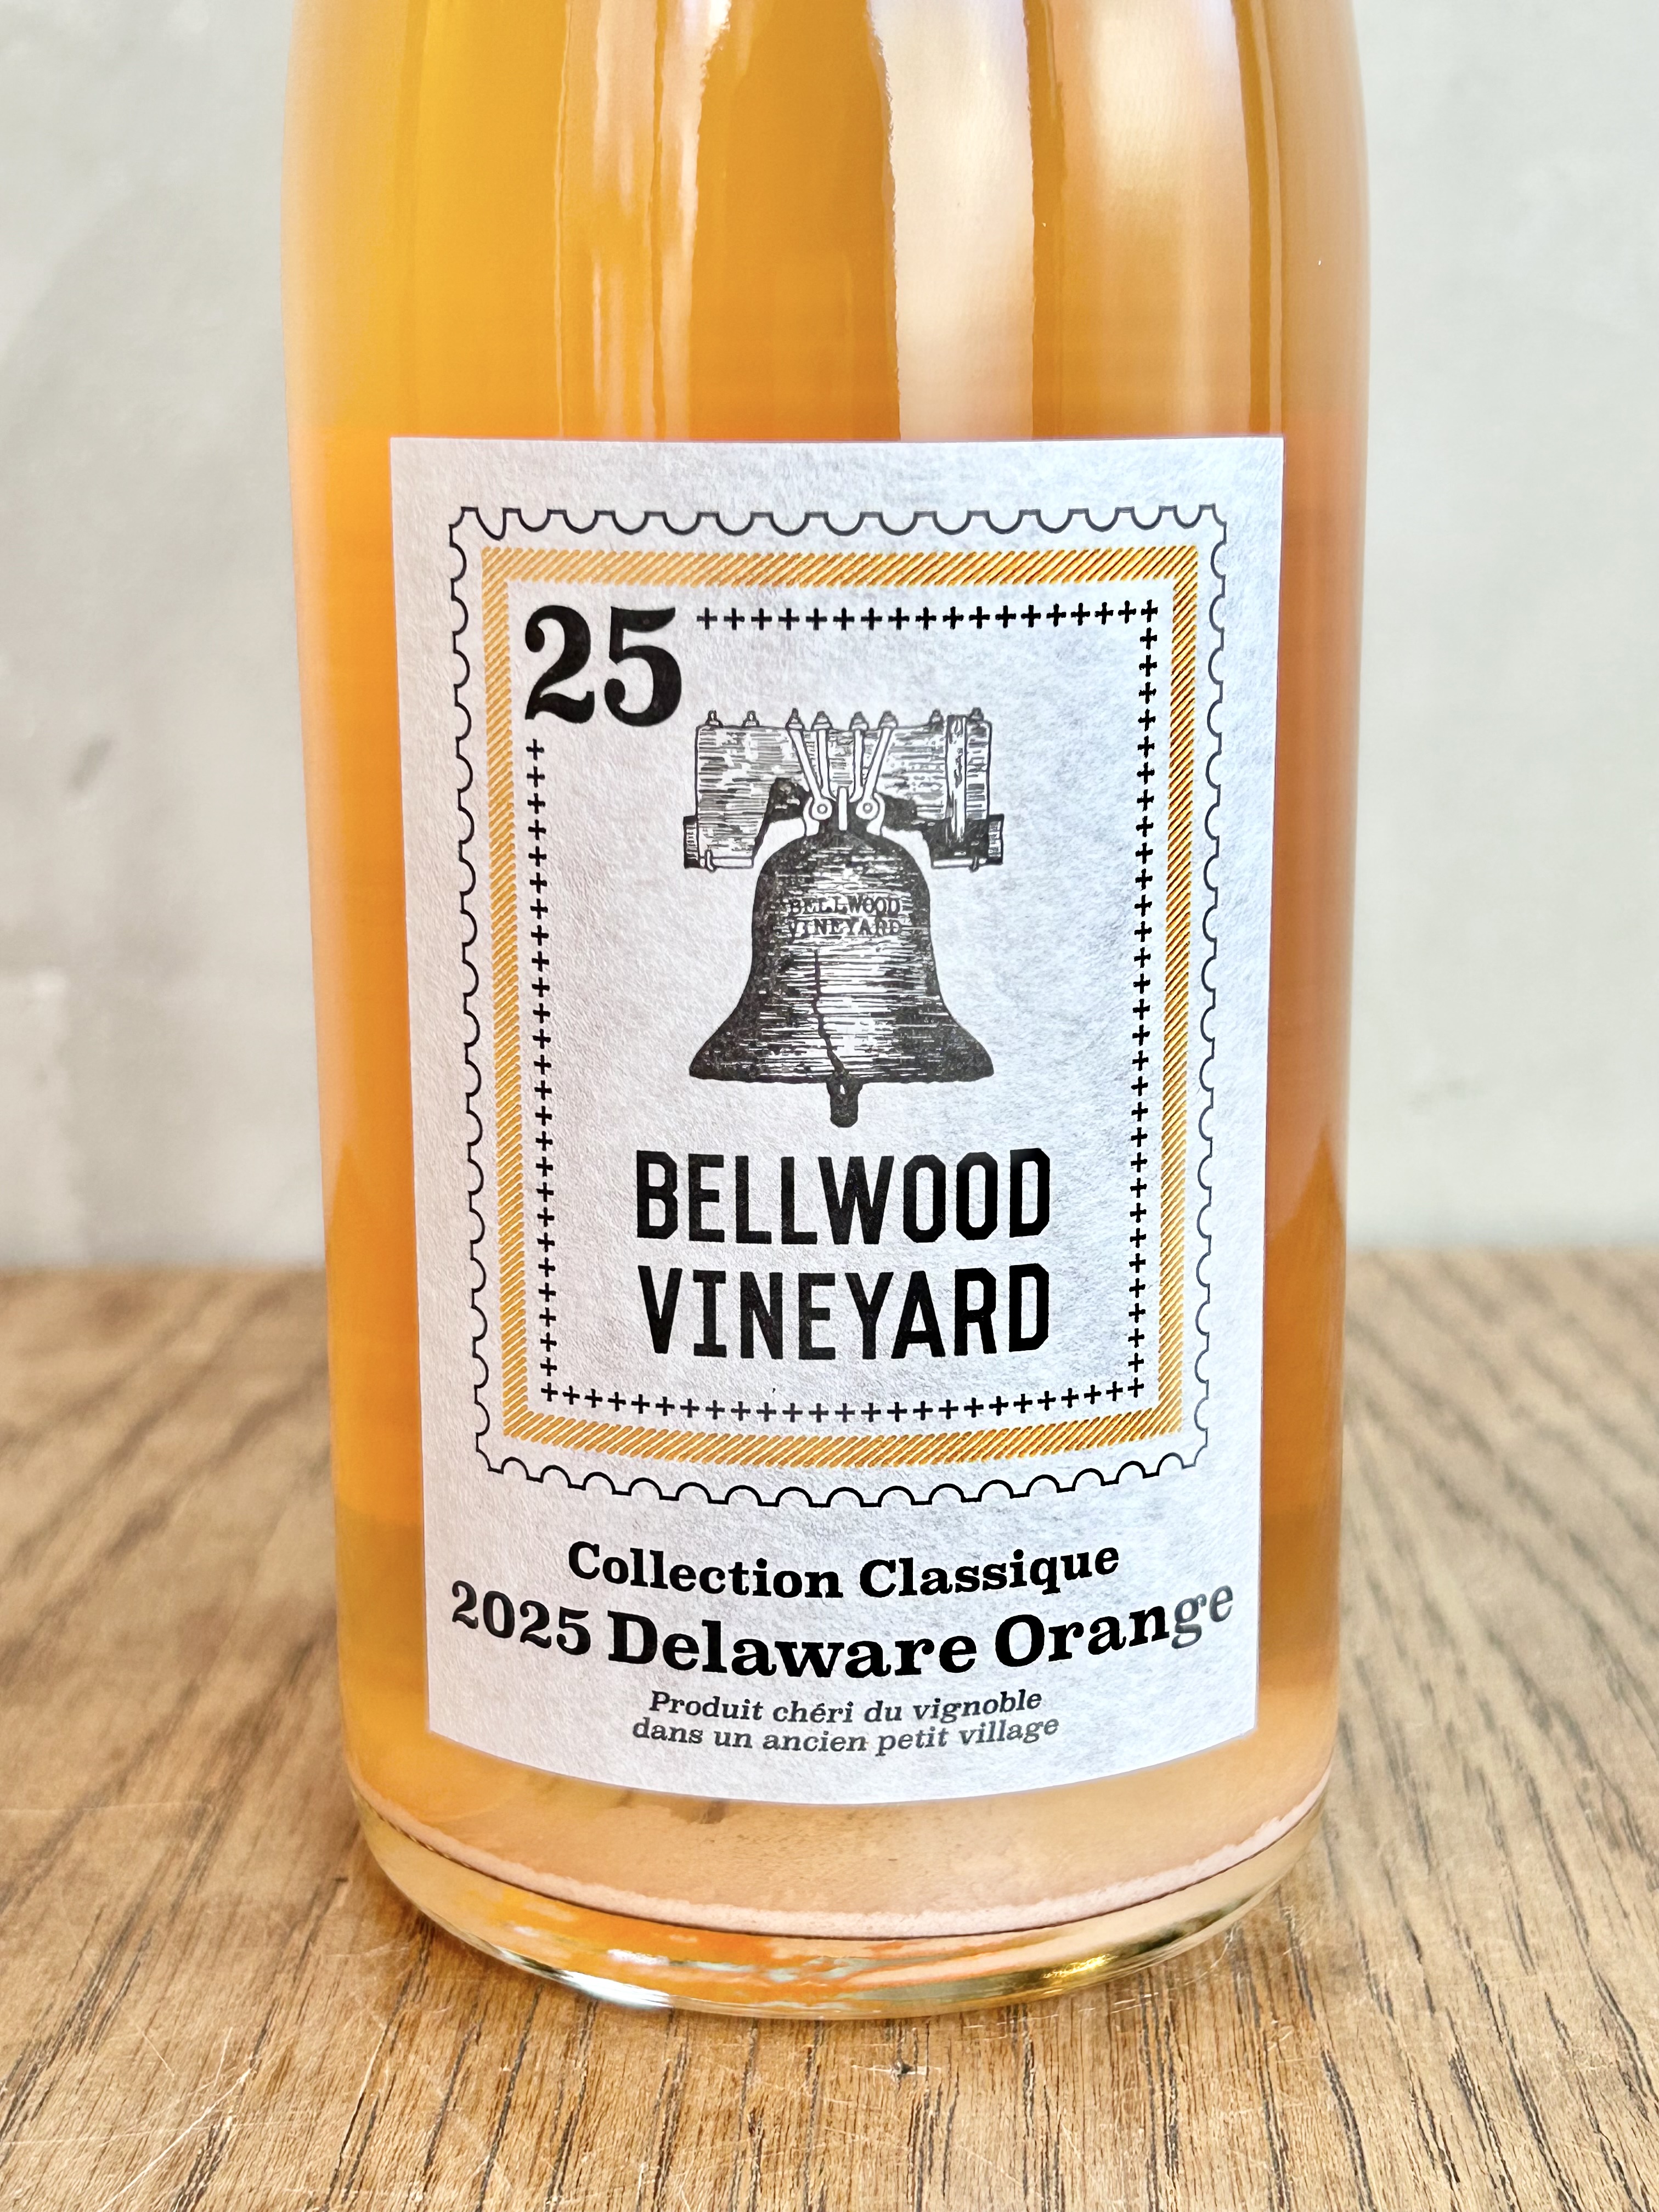 25
BELLWOOD
VINEYARD
BELLWOOD
VINEYARD
Collection Classique
2025 Delaware Orange
Produit chéri du vignoble
dans un ancien petit village